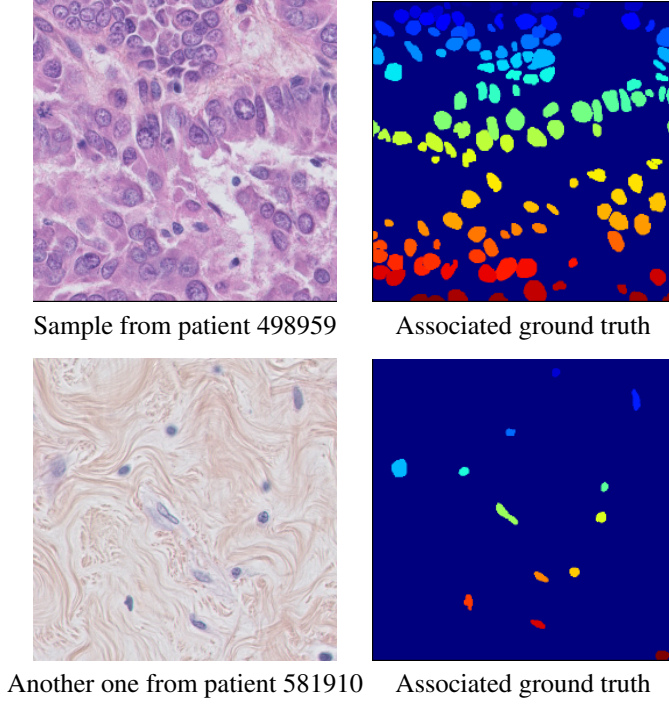 Sample from patient 498959
Associated ground truth
Another one from patient 581910
Associated ground truth